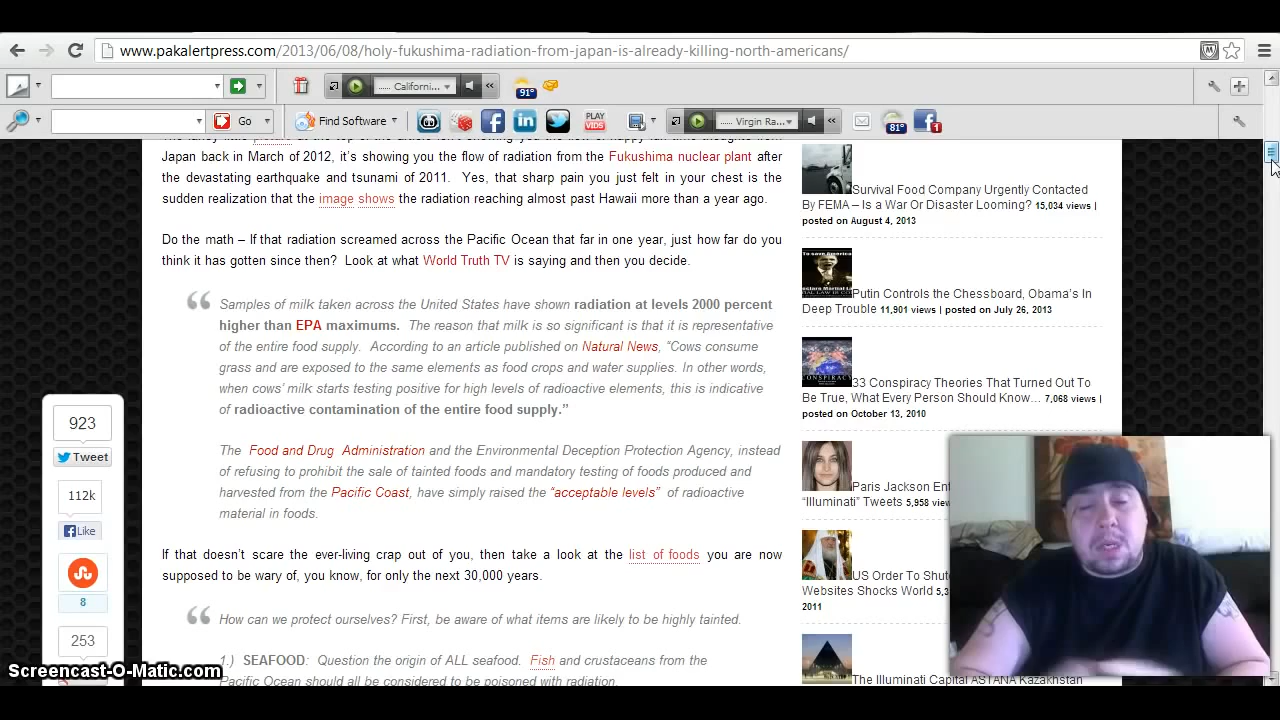 www.pakalertpress.com/2013/06/08/holy-fukushima-radiation-from-japan-is-already-killing-north-americans/
Californi...
91°
Go
Find Software
PLAY
VIDS
Virgin Ra...
81°
1
Japan back in March of 2012, it's showing you the flow of radiation from the Fukushima nuclear plant after
the devastating earthquake and tsunami of 2011. Yes, that sharp pain you just felt in your chest is the
sudden realization that the image shows the radiation reaching almost past Hawaii more than a year ago.
Do the math – If that radiation screamed across the Pacific Ocean that far in one year, just how far do you
think it has gotten since then? Look at what World Truth TV is saying and then you decide.
Samples of milk taken across the United States have shown radiation at levels 2000 percent
higher than EPA maximums. The reason that milk is so significant is that it is representative
of the entire food supply. According to an article published on Natural News, “Cows consume
grass and are exposed to the same elements as food crops and water supplies. In other words,
when cows' milk starts testing positive for high levels of radioactive elements, this is indicative
of radioactive contamination of the entire food supply.”
The Food and Drug Administration and the Environmental Deception Protection Agency, instead
of refusing to prohibit the sale of tainted foods and mandatory testing of foods produced and
harvested from the Pacific Coast, have simply raised the “acceptable levels” of radioactive
material in foods.
If that doesn't scare the ever-living crap out of you, then take a look at the list of foods you are now
supposed to be wary of, you know, for only the next 30,000 years.
How can we protect ourselves? First, be aware of what items are likely to be highly tainted.
1.) SEAFOOD: Question the origin of ALL seafood. Fish and crustaceans from the
Pacific Ocean should all be considered to be poisoned with radiation.
923
Tweet
112k
Like
8
253
Survival Food Company Urgently Contacted
By FEMA – Is a War Or Disaster Looming? 15,034 views |
posted on August 4, 2013
Putin Controls the Chessboard, Obama's In
Deep Trouble 11,901 views | posted on July 26, 2013
CONSPIRACY
33 Conspiracy Theories That Turned Out To
Be True, What Every Person Should Know... 7,068 views |
posted on October 13, 2010
Paris Jackson
“Illuminati” Tweets 5,958
US Order To
Websites Shocks World
2011
The Illuminati Capital ASTANA Kazakhstan
Screencast-O-Matic.com